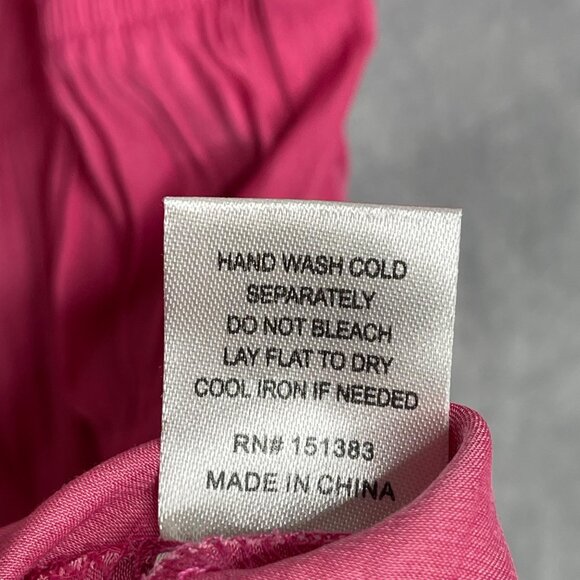 HAND WASH COLD
SEPARATELY
DO NOT BLEACH
LAY FLAT TO DRY
COOL IRON IF NEEDED
RN# 151383
MADE IN CHINA